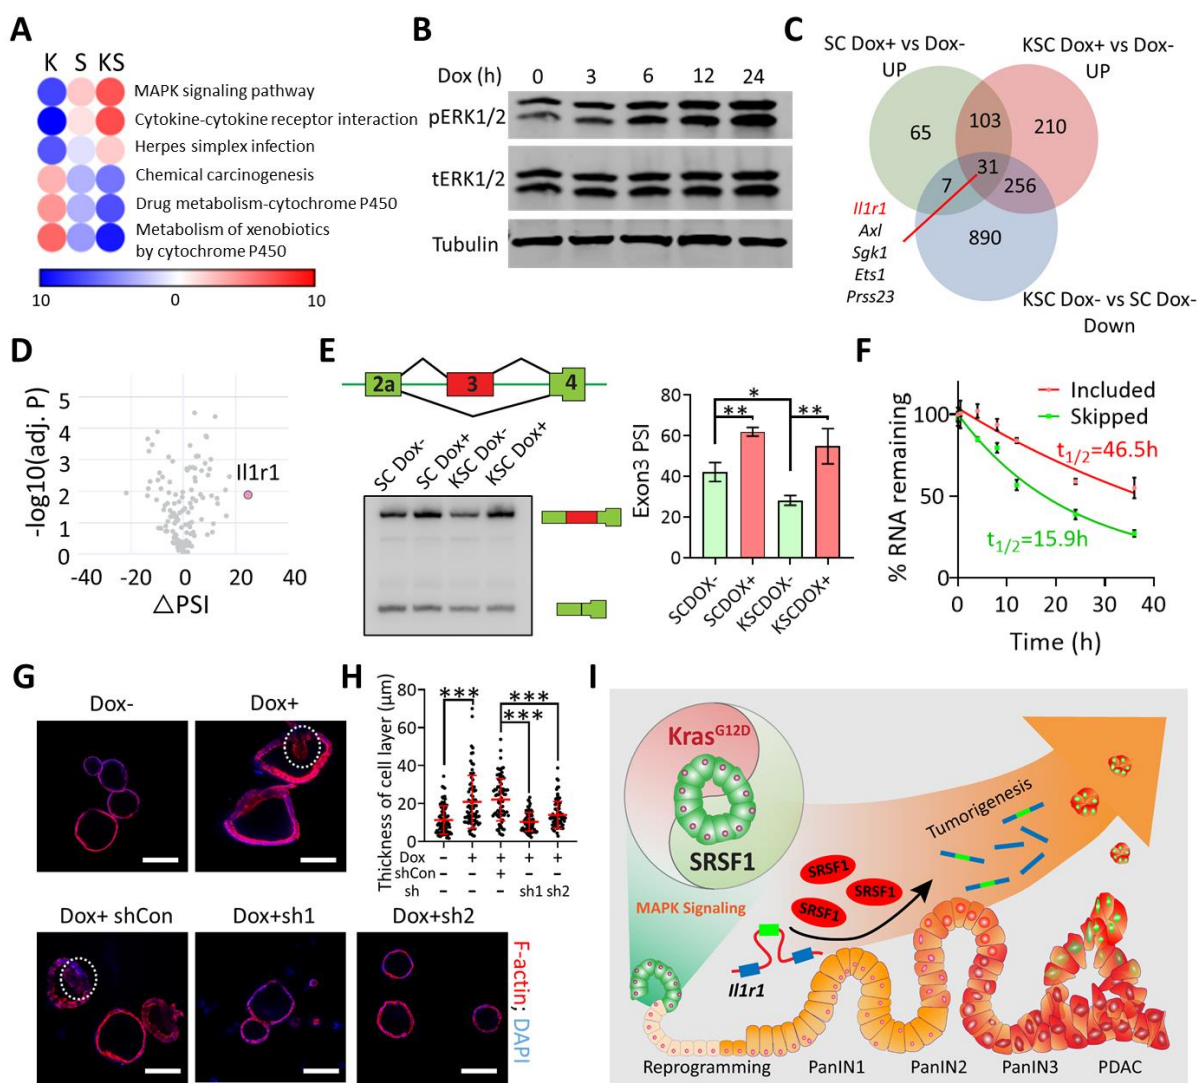 A
K S KS
MAPK signaling pathway
Cytokine-cytokine receptor interaction
Herpes simplex infection
Chemical carcinogenesis
Drug metabolism-cytochrome P450
Metabolism of xenobiotics
by cytochrome P450
10 0 10
B
Dox (h) 0 3 6 12 24
pERK1/2
tERK1/2
Tubulin
C
SC Dox+ vs Dox-
UP
KSC Dox+ vs Dox-
UP
65 103 210
31
7 256
890
Il1r1
Axl
Sgk1
Ets1
Prss23
KSC Dox- vs SC Dox-
Down
D
-log10(adj. P)
5
4
3
2
1
0
Il1r1
-40 -20 0 20 40
△PSI
E
2a 3 4
SC Dox-
SC Dox+
KSC Dox-
KSC Dox+
Exon3 PSI
80
60
40
20
0
*
** **
SCDOX-
SCDOX+
KSCDOX-
KSCDOX+
F
% RNA remaining
100
50
0
Included
Skipped
t1/2=46.5h
t1/2=15.9h
0 10 20 30 40
Time (h)
G
Dox-
Dox+
Dox+ shCon
Dox+sh1
Dox+sh2
F-actin; DAPI
H
Thickness of cell layer (µm)
80
60
40
20
0
*** ***
***
Dox - + + + +
shCon - - +
sh sh1 sh2
I
KrasG12D
SRSF1
MAPK Signaling
Il1r1
SRSF1
SRSF1
SRSF1
Tumorigenesis
Reprogramming PanIN1 PanIN2 PanIN3 PDAC